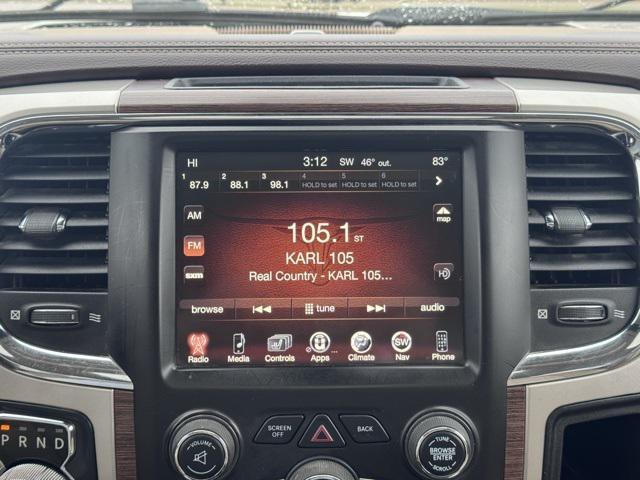 HI 3:12 SW 46° out. 83°
1 87.9 2 88.1 3 98.1 4 HOLD to set 5 HOLD to set 6 HOLD to set
AM
105.1 ST
map
FM
KARL 105
sxm
Real Country - KARL 105...
HD
browse tune audio
Radio Media Controls Apps ... Climate SW Nav Phone
P R N D
VOLUME
SCREEN OFF
BACK
TUNE
BROWSE
ENTER
SCROLL